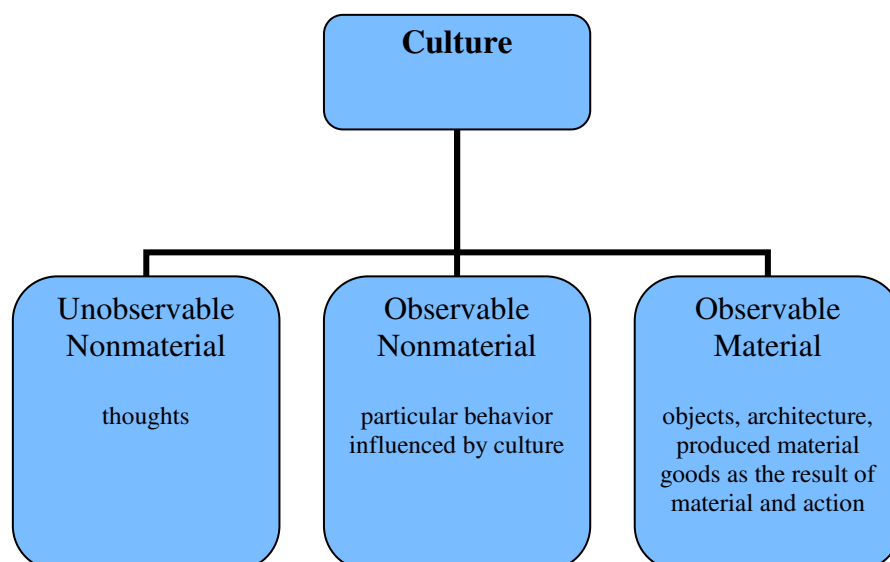 Culture
Unobservable
Nonmaterial
thoughts
Observable
Nonmaterial
particular behavior
influenced by culture
Observable
Material
objects, architecture,
produced material
goods as the result of
material and action